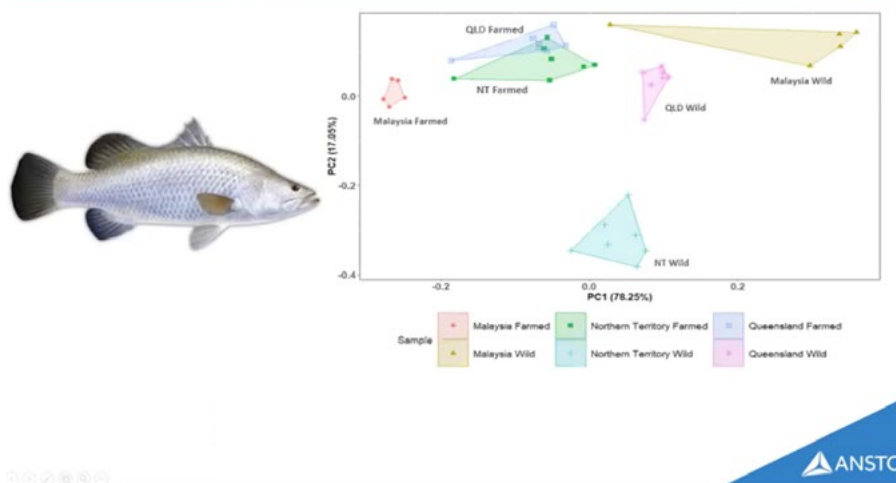 QLD Farmed
NT Farmed
Malaysia Farmed
Malaysia Wild
QLD Wild
NT Wild
PC2 (17.05%)
0.0
-0.2
-0.4
-0.2
0.0
0.2
PC1 (78.25%)
Sample
Malaysia Farmed
Northern Territory Farmed
Queensland Farmed
Malaysia Wild
Northern Territory Wild
Queensland Wild
ANSTO